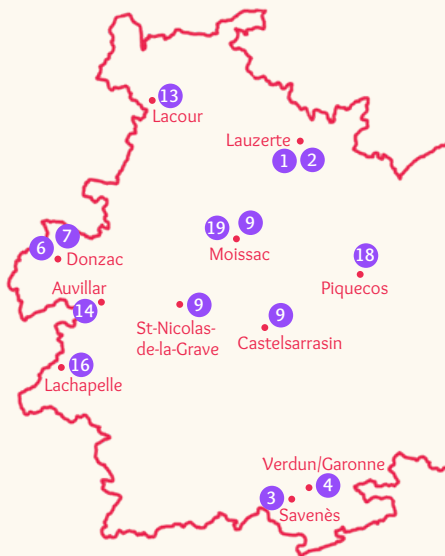 13
Lacour
Lauzerte
1 2
19 9
Moissac
6 7
Donzac
18
Piquecos
Auvillar
14
9
St-Nicolas-
de-la-Grave
9
Castelsarrasin
16
Lachapelle
Verdun/Garonne
4
3
Savenès